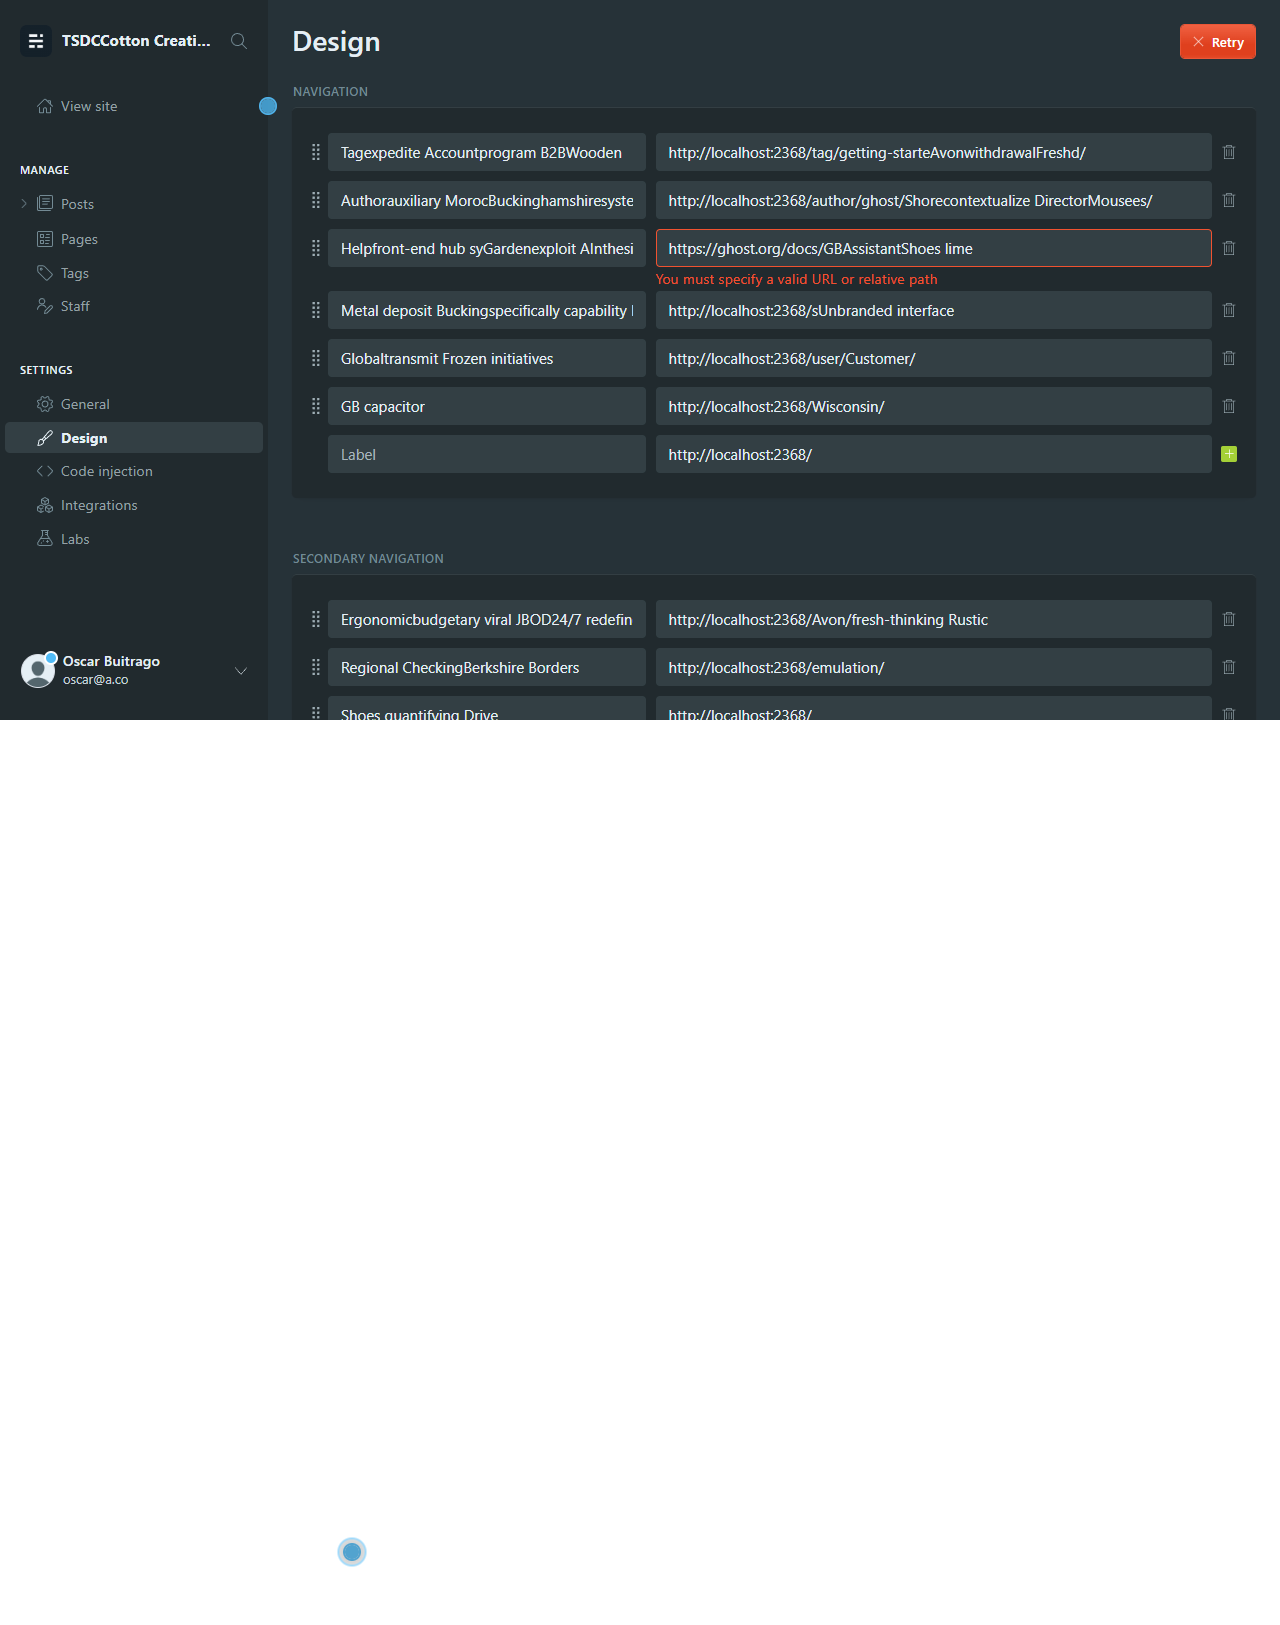 TSDCCotton Creati...
View site
MANAGE
Posts
Pages
Tags
Staff
SETTINGS
General
Design
Code injection
Integrations
Labs
Oscar Buitrago
oscar@a.co
Design
Retry
NAVIGATION
Tagexpedite Accountprogram B2BWooden
http://localhost:2368/tag/getting-starteAvonwithdrawalFreshd/
Authorauxiliary MorocBuckinghamshiresyste
http://localhost:2368/author/ghost/Shorecontextualize DirectorMousees/
Helpfront-end hub syGardenexploit AInthesi
https://ghost.org/docs/GBAssistantShoes lime
You must specify a valid URL or relative path
Metal deposit Buckingspecifically capability
http://localhost:2368/sUnbranded interface
Globaltransmit Frozen initiatives
http://localhost:2368/user/Customer/
GB capacitor
http://localhost:2368/Wisconsin/
Label
http://localhost:2368/
SECONDARY NAVIGATION
Ergonomicbudgetary viral JBOD24/7 redefin
http://localhost:2368/Avon/fresh-thinking Rustic
Regional CheckingBerkshire Borders
http://localhost:2368/emulation/
Shoes quantifying Drive
http://localhost:2368/